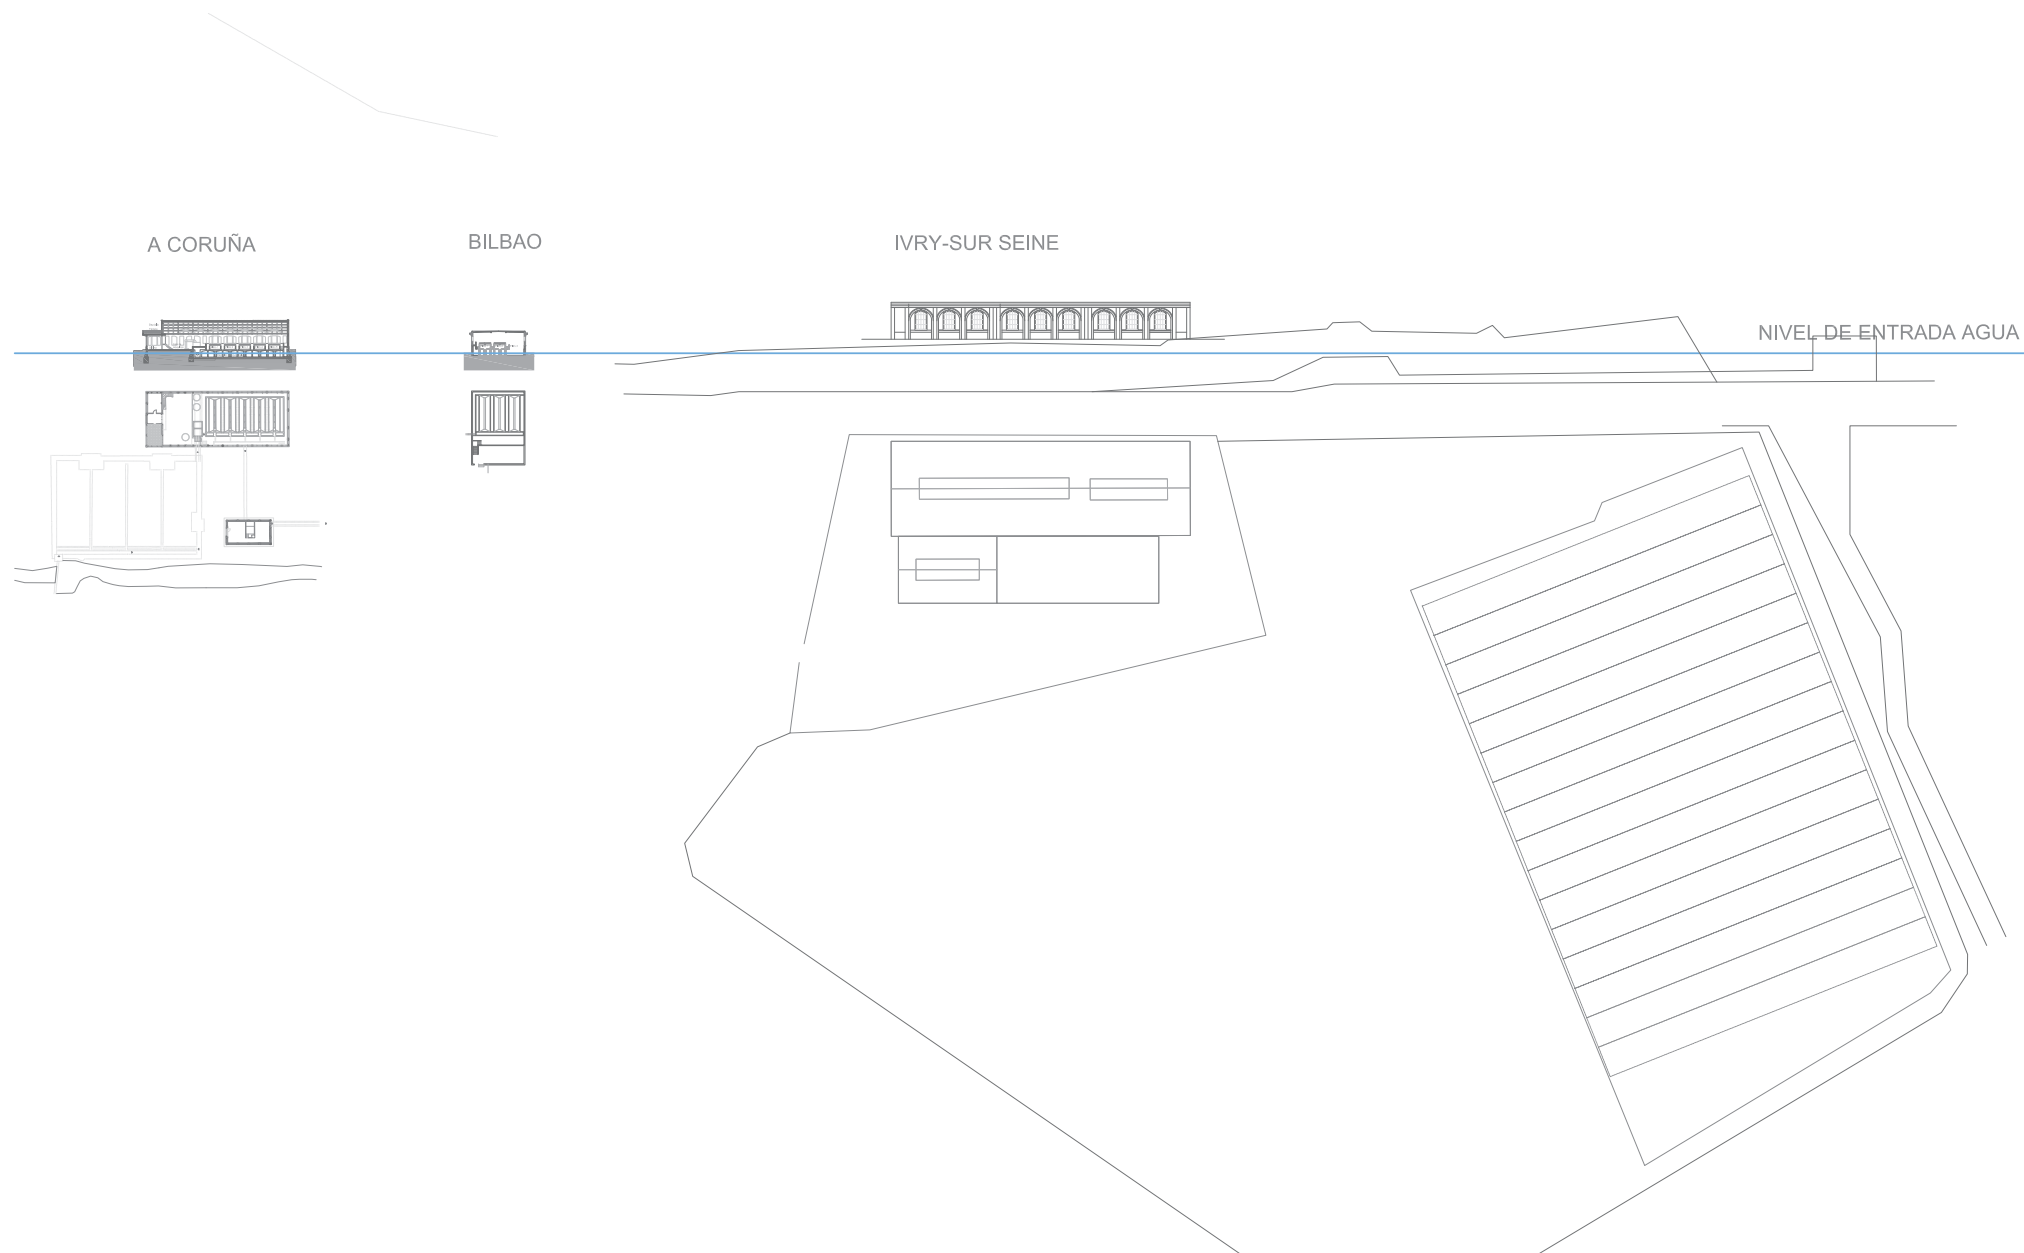 A CORUÑA
BILBAO
IVRY-SUR SEINE
NIVEL DE ENTRADA AGUA